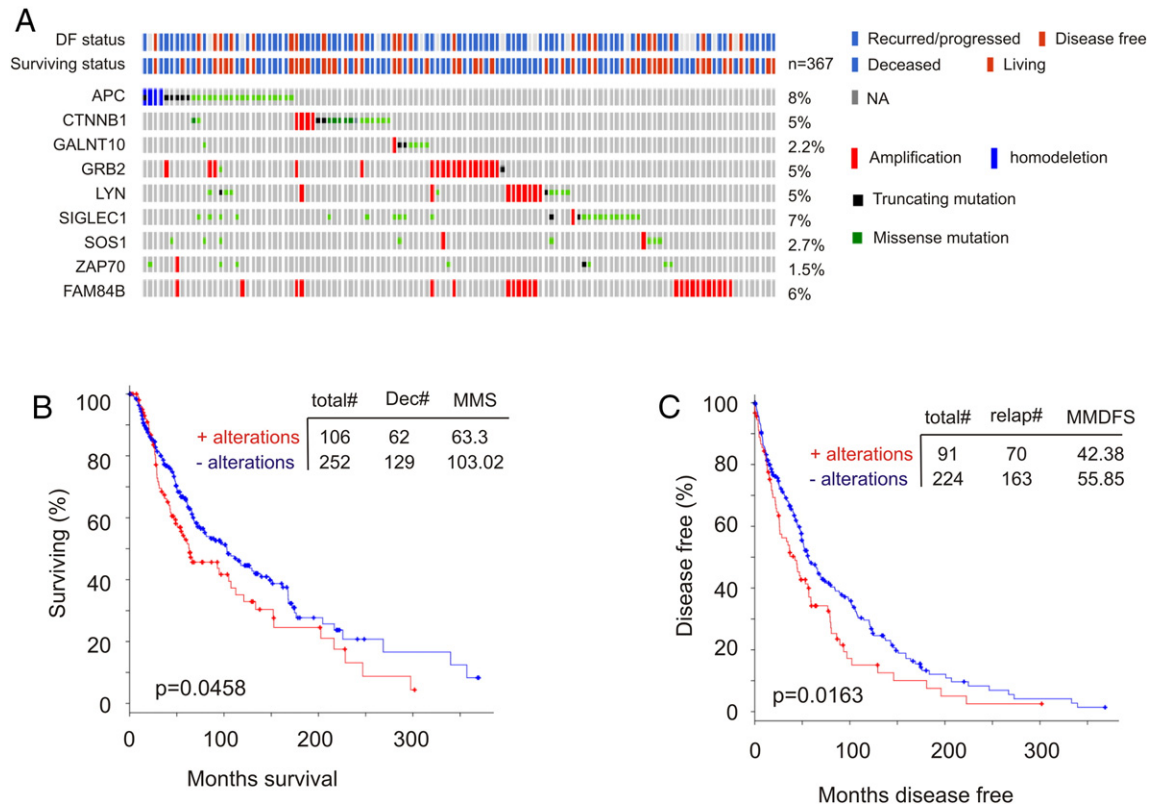 A
DF status
Surviving status
n=367
Recurred/progressed
Disease free
Deceased
Living
NA
APC 8%
CTNNB1 5%
GALNT10 2.2%
GRB2 5%
LYN 5%
SIGLEC1 7%
SOS1 2.7%
ZAP70 1.5%
FAM84B 6%
Amplification
homodeletion
Truncating mutation
Missense mutation
B
total# Dec# MMS
+ alterations 106 62 63.3
- alterations 252 129 103.02
100
80
60
40
20
0
Surviving (%)
p=0.0458
0 100 200 300
Months survival
C
total# relap# MMDFS
+ alterations 91 70 42.38
- alterations 224 163 55.85
100
80
60
40
20
0
Disease free (%)
p=0.0163
0 100 200 300
Months disease free